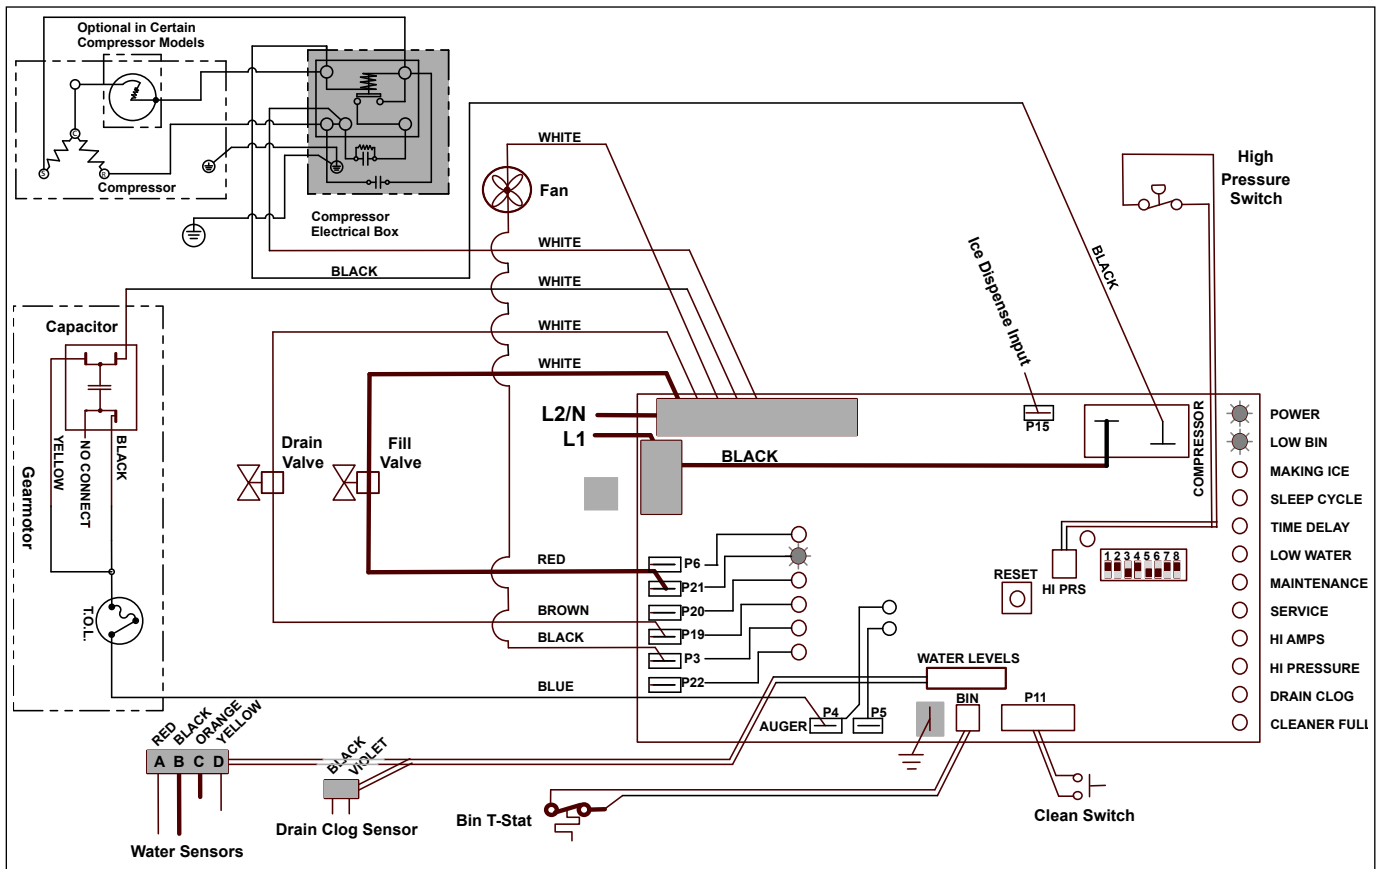 Optional in Certain
Compressor Models
S
C
R
Compressor
Compressor
Electrical Box
BLACK
WHITE
Fan
WHITE
WHITE
WHITE
WHITE
High
Pressure
Switch
BLACK
Ice Dispense Input
P15
L2/N
L1
BLACK
COMPRESSOR
POWER
LOW BIN
MAKING ICE
SLEEP CYCLE
TIME DELAY
LOW WATER
MAINTENANCE
SERVICE
HI AMPS
HI PRESSURE
DRAIN CLOG
CLEANER FULL
Capacitor
YELLOW
NO CONNECT
BLACK
Gearmotor
T.O.L.
Drain
Valve
Fill
Valve
RED
BROWN
BLACK
BLUE
P6
P21
P20
P19
P3
P22
RESET
HI PRS
1 2 3 4 5 6 7 8
WATER LEVELS
BIN
P11
AUGER
P4
P5
RED
BLACK
ORANGE
YELLOW
A B C D
Water Sensors
BLACK
VIOLET
Drain Clog Sensor
Bin T-Stat
Clean Switch